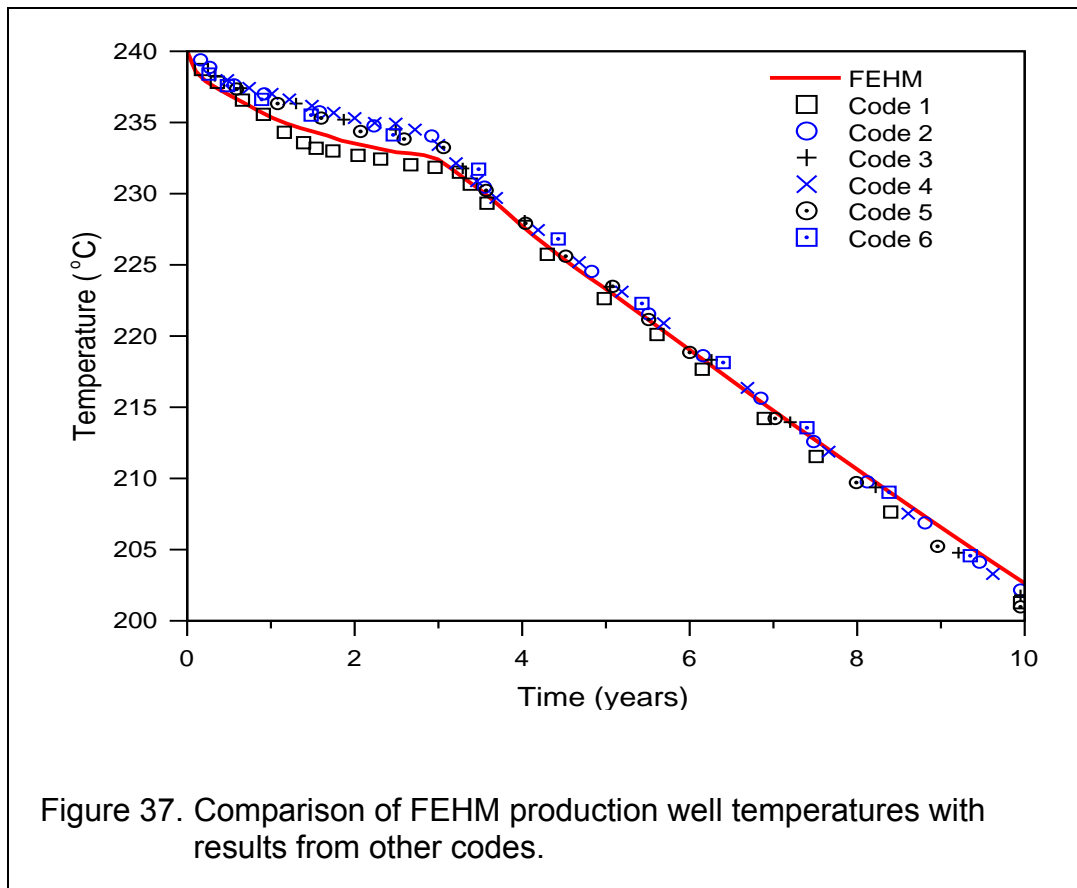 240
235
230
225
220
215
210
205
200
Temperature (°C)
0 2 4 6 8 10
Time (years)
FEHM
Code 1
Code 2
Code 3
Code 4
Code 5
Code 6
Figure 37. Comparison of FEHM production well temperatures with
results from other codes.